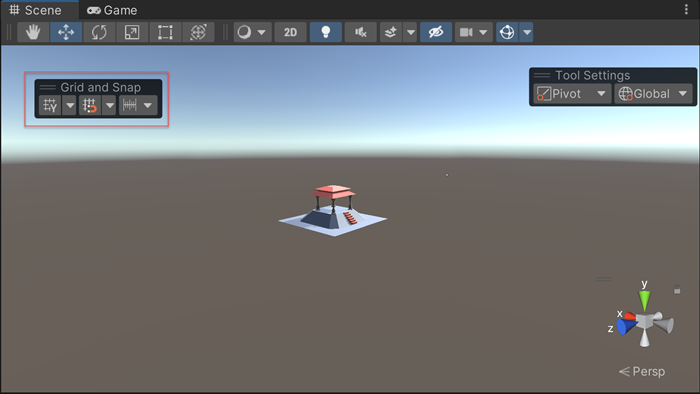 Scene Game
2D
Grid and Snap
Y
Tool Settings
Pivot Global
y
x
z
Persp